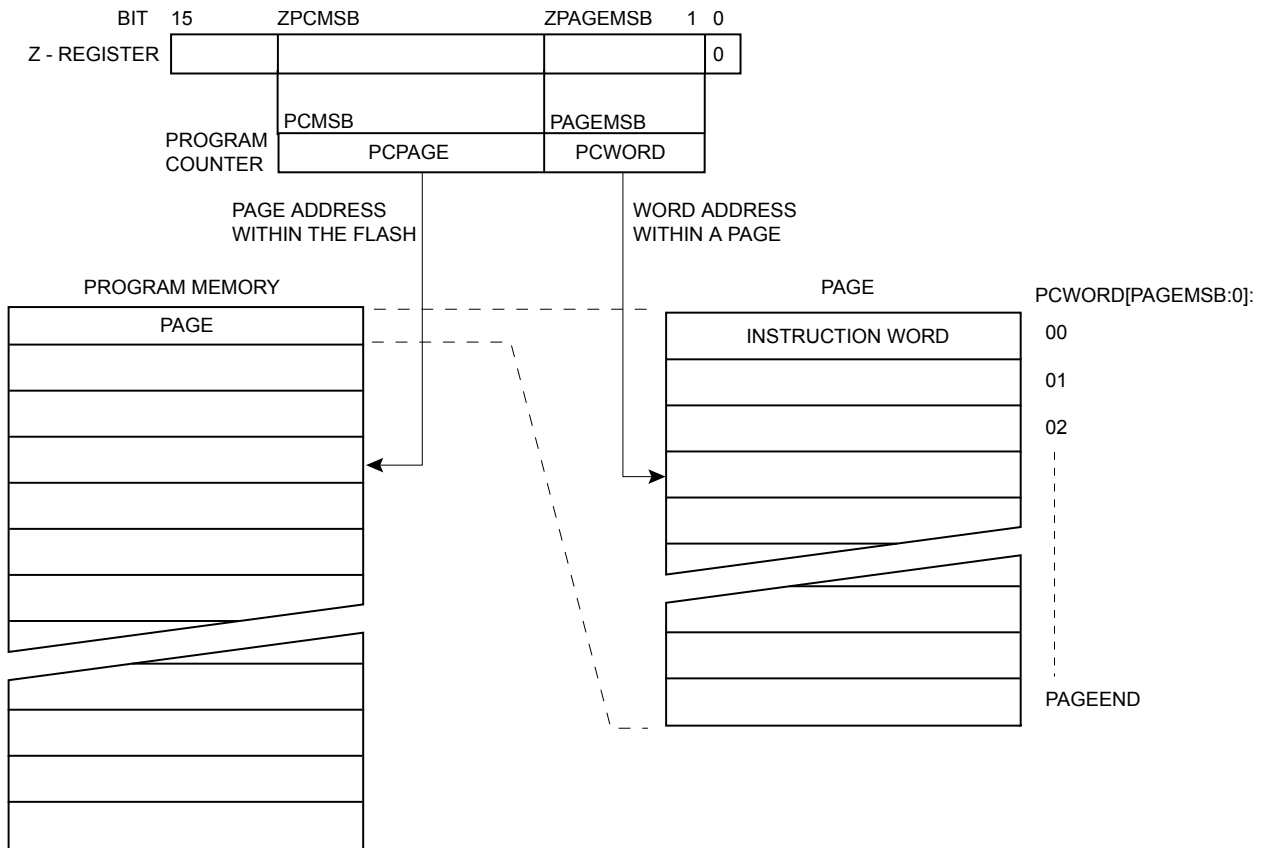 BIT 15 ZPCMSB ZPAGEMSB 1 0
Z - REGISTER 0
PCMSB PAGEMSB
PROGRAM
COUNTER
PCPAGE PCWORD
PAGE ADDRESS
WITHIN THE FLASH
WORD ADDRESS
WITHIN A PAGE
PROGRAM MEMORY
PAGE
PAGE
PCWORD[PAGEMSB:0]:
INSTRUCTION WORD
00
01
02
PAGEEND